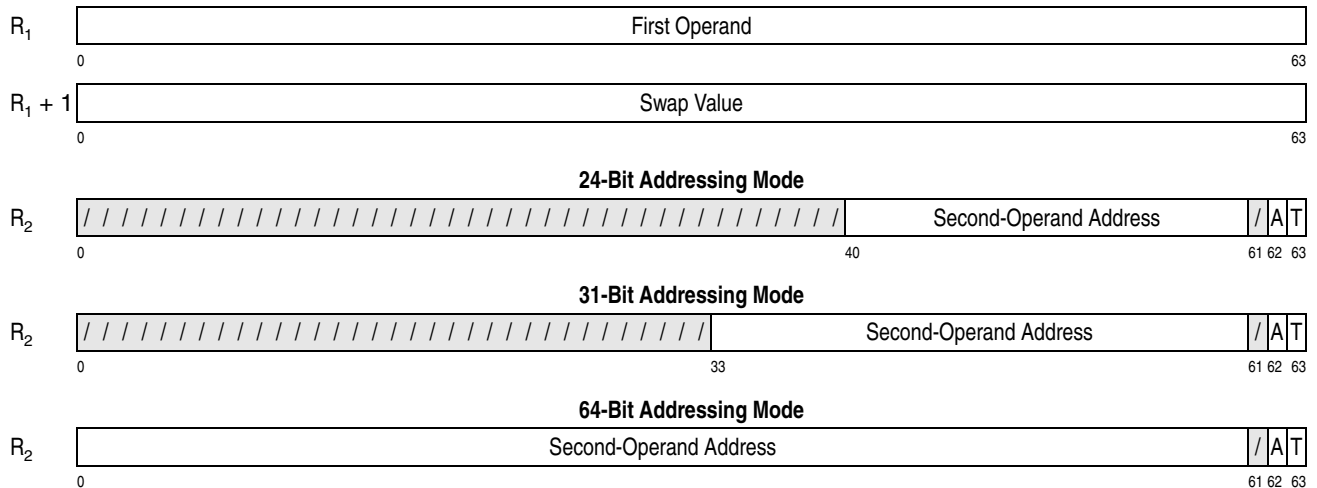 R₁ First Operand
0 63
R₁ + 1 Swap Value
0 63
24-Bit Addressing Mode
R₂ / / / / / / / / / / / / / / / / / / / / / / / / / / / / / / / / / / / / / / / / Second-Operand Address / A T
0 40 61 62 63
31-Bit Addressing Mode
R₂ / / / / / / / / / / / / / / / / / / / / / / / / / / / / / / / / / Second-Operand Address / A T
0 33 61 62 63
64-Bit Addressing Mode
R₂ Second-Operand Address / A T
0 61 62 63